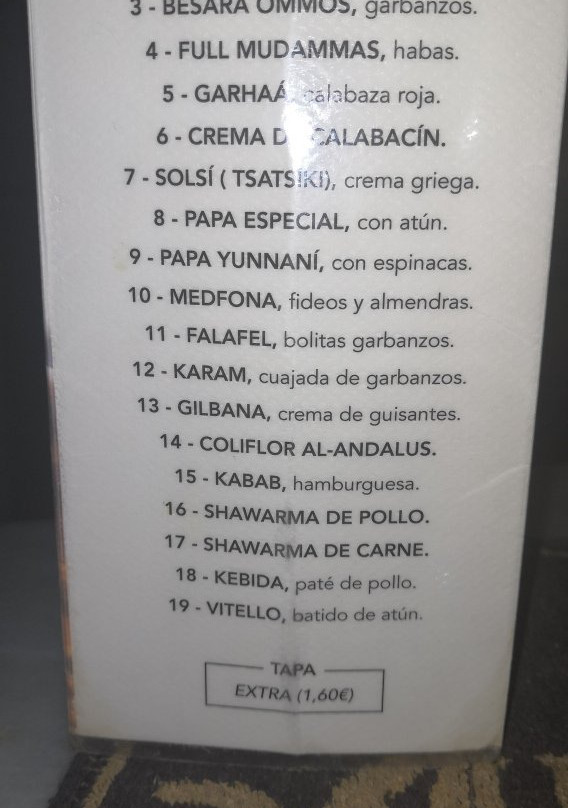 3 - BESARA OMMOS, garbanzos.
4 - FULL MUDAMMAS, habas.
5 - GARHAÁ, calabaza roja.
6 - CREMA DE CALABACÍN.
7 - SOLSÍ ( TSATSIKI), crema griega.
8 - PAPA ESPECIAL, con atún.
9 - PAPA YUNNANÍ, con espinacas.
10 - MEDFONA, fideos y almendras.
11 - FALAFEL, bolitas garbanzos.
12 - KARAM, cuajada de garbanzos.
13 - GILBANA, crema de guisantes.
14 - COLIFLOR AL-ANDALUS.
15 - KABAB, hamburguesa.
16 - SHAWARMA DE POLLO.
17 - SHAWARMA DE CARNE.
18 - KEBIDA, paté de pollo.
19 - VITELLO, batido de atún.
TAPA
EXTRA (1,60€)